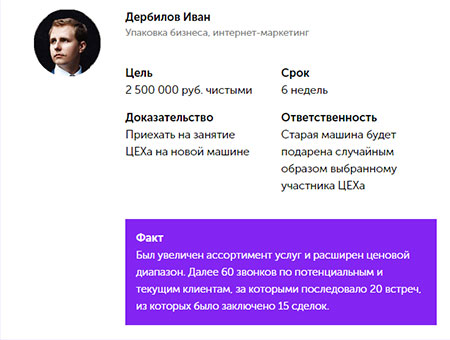 Дербилов Иван
Упаковка бизнеса, интернет-маркетинг
Цель
2 500 000 руб. чистыми
Срок
6 недель
Доказательство
Приехать на занятие
ЦЕХа на новой машине
Ответственность
Старая машина будет
подарена случайным
образом выбранному
участника ЦЕХа
Факт
Был увеличен ассортимент услуг и расширен ценовой
диапазон. Далее 60 звонков по потенциальным и
текущим клиентам, за которыми последовало 20 встреч,
из которых было заключено 15 сделок.